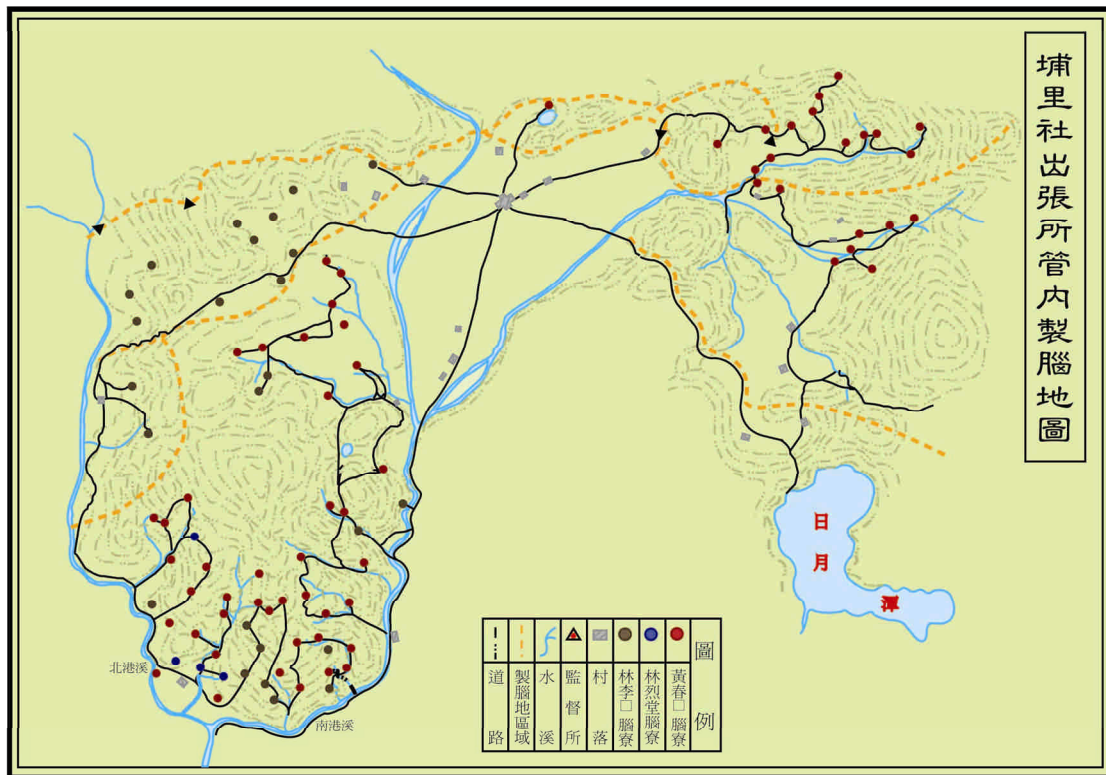 埔里社出張所管內製腦地圖
日月潭
北港溪
南港溪
圖例
黃春□腦寮
林烈堂腦寮
林李□腦寮
村落
監督所
水溪
製腦地區域
道路